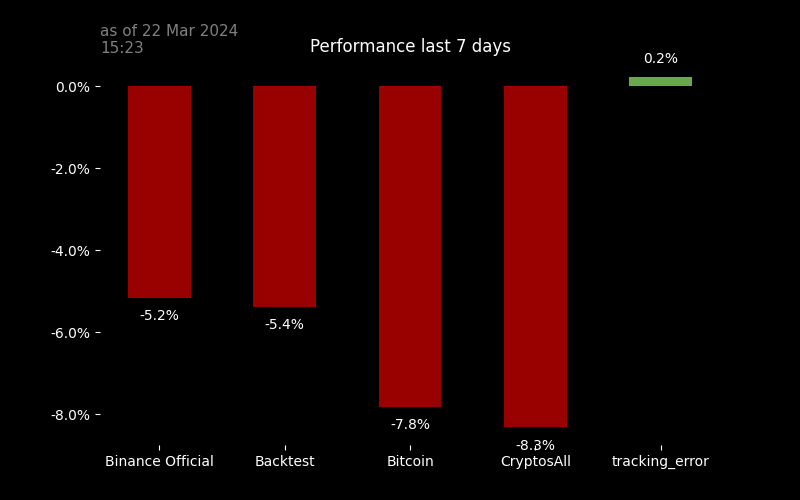 as of 22 Mar 2024
15:23
Performance last 7 days
0.2%
0.0%
-2.0%
-4.0%
-6.0%
-8.0%
-5.2%
-5.4%
-7.8%
-8.3%
Binance Official
Backtest
Bitcoin
CryptosAll
tracking_error